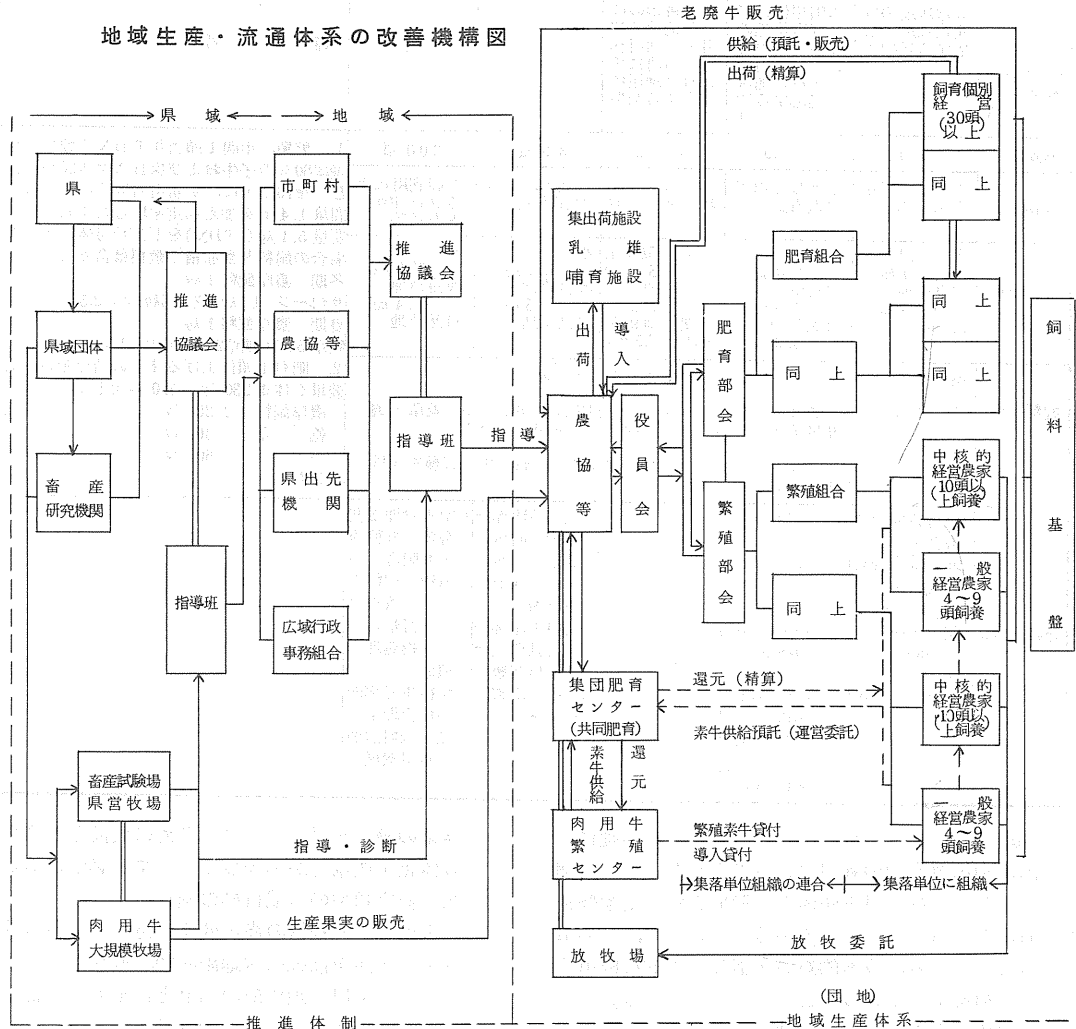 地域生産・流通体系の改善機構図
老廃牛販売
供給(預託・販売)
出荷(精算)
県域
地域
県
県域団体
畜産
研究機関
推進
協議会
指導班
畜産試験場
県営牧場
肉用牛
大規模牧場
市町村
農協等
県出先
機関
広域行政
事務組合
推進
協議会
指導班
指導
指導・診断
生産果実の販売
推進体制
集出荷施設
乳雄
哺育施設
出荷
導入
農協等
役員会
肥育部会
繁殖部会
肥育組合
同上
繁殖組合
同上
飼育個別
経営
(30頭
以上)
同上
同上
同上
中核的
経営農家
(10頭以
上飼養)
一般
経営農家
4~9
頭飼養
中核的
経営農家
(10頭以
上飼養)
一般
経営農家
4~9
頭飼養
飼料基盤
集団肥育
センター
(共同肥育)
還元(精算)
素牛供給預託(運営委託)
素牛供給
還元
肉用牛
繁殖
センター
繁殖素牛貸付
導入貸付
集落単位組織の連合
集落単位に組織
放牧場
放牧委託
(団地)
地域生産体系